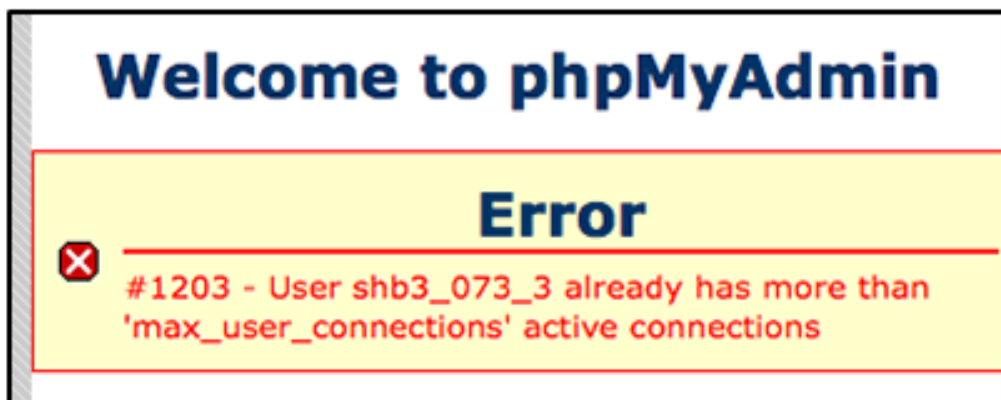 Welcome to phpMyAdmin
Error
#1203 - User shb3_073_3 already has more than
'max_user_connections' active connections